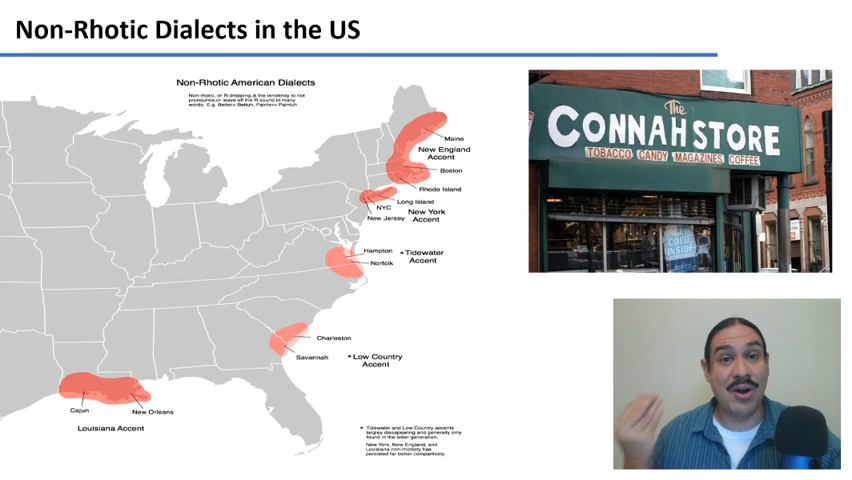 Non-Rhotic Dialects in the US
Non-Rhotic American Dialects
Non-rhotic, or R-dropping, is the tendency to not
pronounce, or leave off the R sound in many
words. E.g. Better= Bettuh, Painter= Paintuh
Maine
New England
Accent
Boston
Rhode Island
Long Island
NYC
New York
Accent
New Jersey
Hampton
* Tidewater
Accent
Norfolk
Charleston
Savannah
* Low Country
Accent
Cajun
New Orleans
Louisiana Accent
* Tidewater and Low Country accents
largely disappearing and generally only
found in the older generation.
New York, New England, and
Louisiana non-rhoticity has
persisted far better comparitively.
The
CONNAH STORE
TOBACCO CANDY MAGAZINES COFFEE
COLD
INSIDE